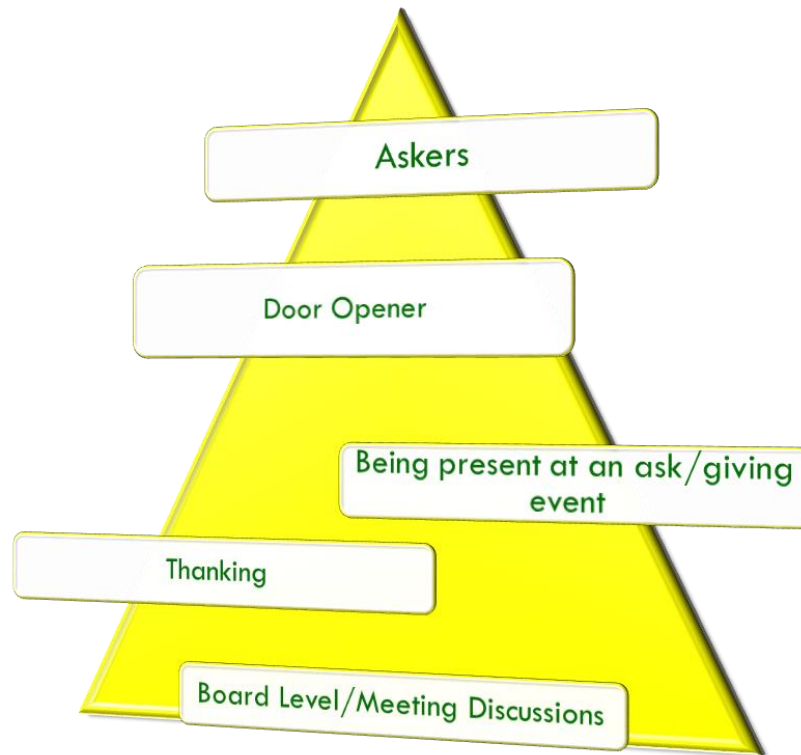 Askers
Door Opener
Being present at an ask/giving
event
Thanking
Board Level/Meeting Discussions